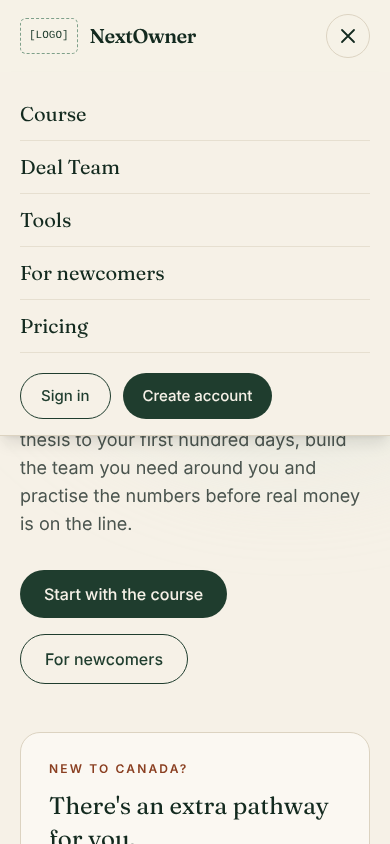 [LOGO] NextOwner
Course
Deal Team
Tools
For newcomers
Pricing
Sign in Create account
thesis to your first hundred days, build
the team you need around you and
practise the numbers before real money
is on the line.
Start with the course
For newcomers
NEW TO CANADA?
There's an extra pathway
for you.